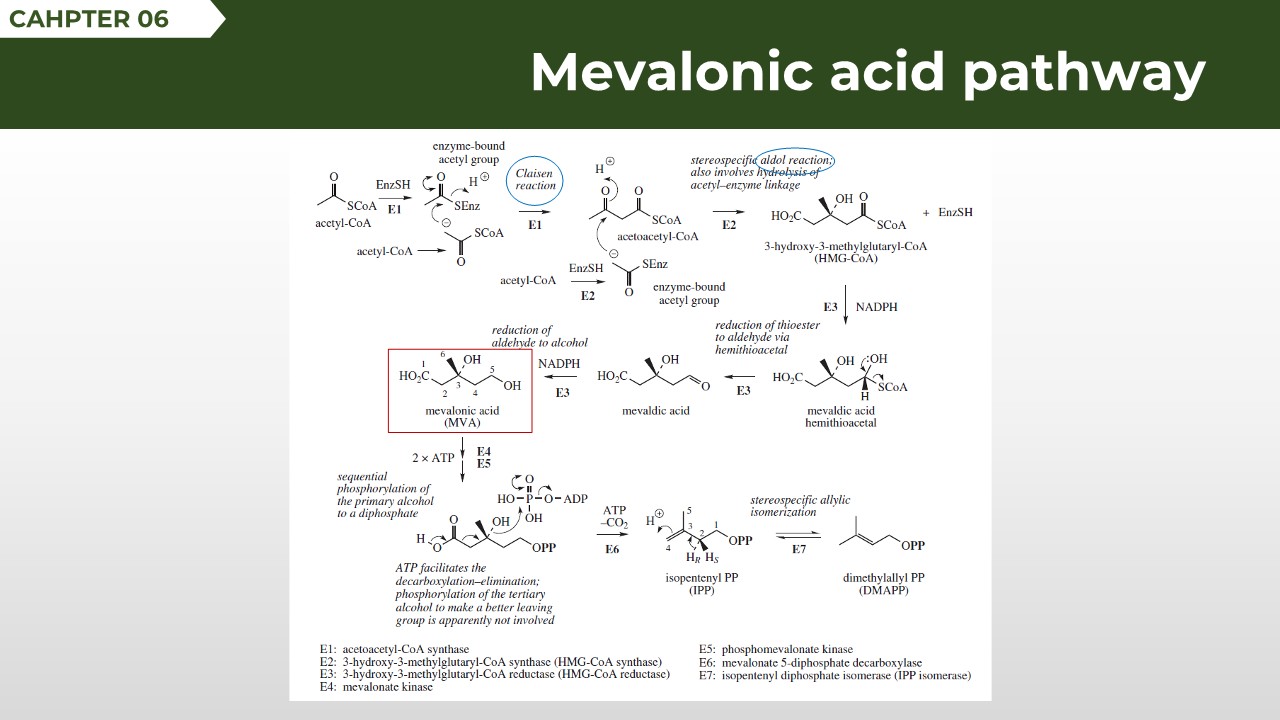 CAHPTER 06
Mevalonic acid pathway
enzyme-bound
acetyl group
O
SCoA
acetyl-CoA
EnzSH
E1
O
SEnz
H⊕
⊖
SCoA
O
acetyl-CoA
Claisen
reaction
E1
H⊕
O O
SCoA
acetoacetyl-CoA
acetyl-CoA
EnzSH
E2
⊖
SEnz
O
enzyme-bound
acetyl group
stereospecific aldol reaction;
also involves hydrolysis of
acetyl–enzyme linkage
E2
HO₂C
OH O
SCoA
+ EnzSH
3-hydroxy-3-methylglutaryl-CoA
(HMG-CoA)
E3 NADPH
reduction of thioester
to aldehyde via
hemithioacetal
HO₂C
OH :OH
SCoA
H
mevaldic acid
hemithioacetal
E3
HO₂C
OH
O
mevaldic acid
reduction of
aldehyde to alcohol
NADPH
E3
6
1 OH 5
HO₂C
3 OH
2 4
mevalonic acid
(MVA)
2 × ATP
E4
E5
sequential
phosphorylation of
the primary alcohol
to a diphosphate
O
HO–P–O–ADP
OH
O
OH
H
O
OPP
ATP facilitates the
decarboxylation–elimination;
phosphorylation of the tertiary
alcohol to make a better leaving
group is apparently not involved
ATP
–CO₂
E6
H⊕
5
3 1
2
4
OPP
HR HS
isopentenyl PP
(IPP)
stereospecific allylic
isomerization
E7
OPP
dimethylallyl PP
(DMAPP)
E1: acetoacetyl-CoA synthase
E2: 3-hydroxy-3-methylglutaryl-CoA synthase (HMG-CoA synthase)
E3: 3-hydroxy-3-methylglutaryl-CoA reductase (HMG-CoA reductase)
E4: mevalonate kinase
E5: phosphomevalonate kinase
E6: mevalonate 5-diphosphate decarboxylase
E7: isopentenyl diphosphate isomerase (IPP isomerase)